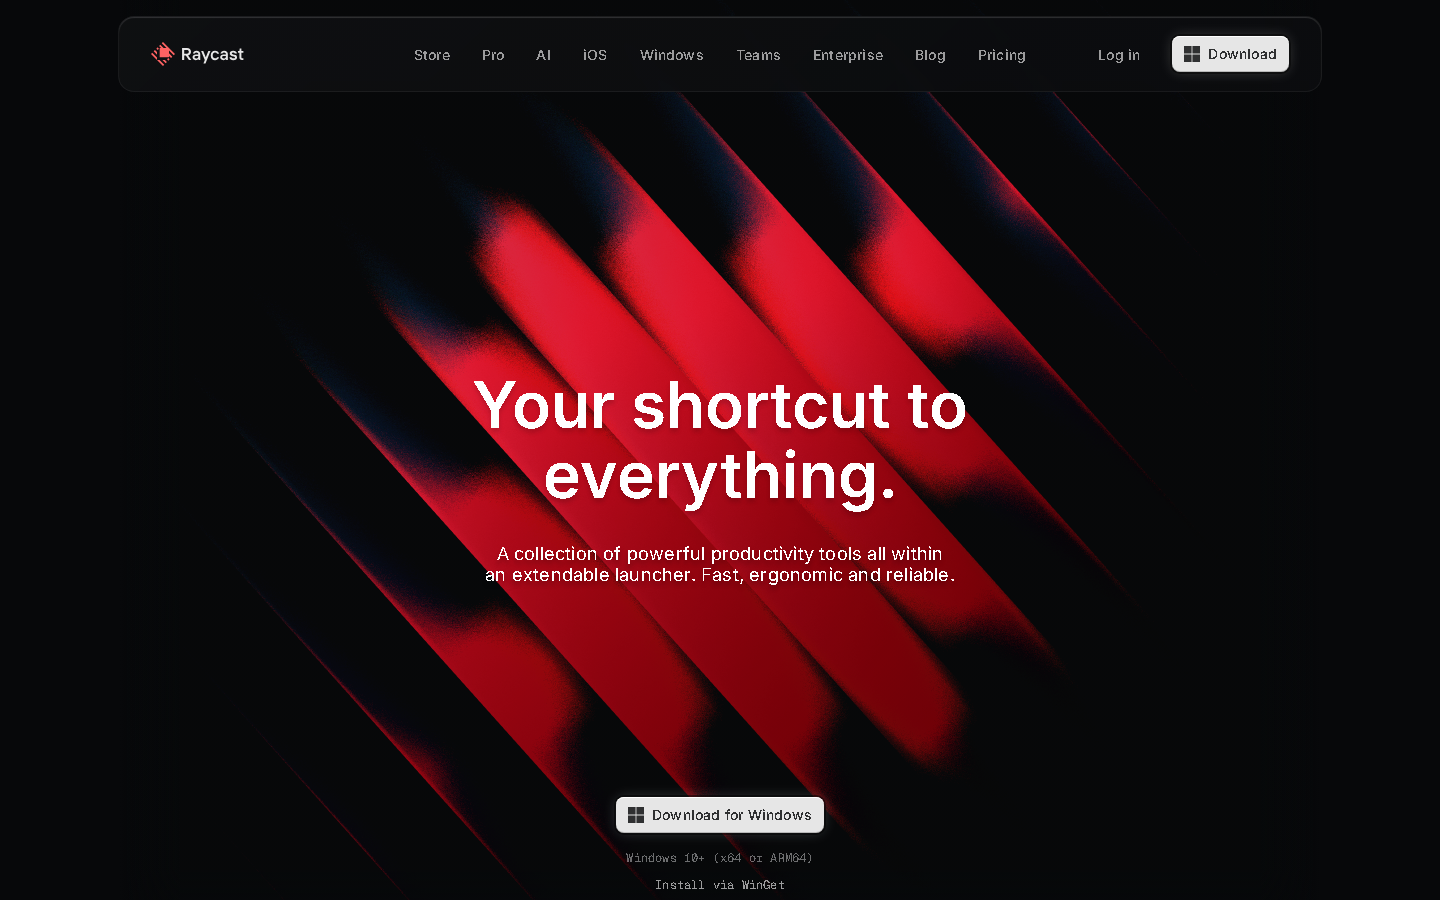 Raycast
Store
Pro
AI
iOS
Windows
Teams
Enterprise
Blog
Pricing
Log in
Download
Your shortcut to
everything.
A collection of powerful productivity tools all within
an extendable launcher. Fast, ergonomic and reliable.
Download for Windows
Windows 10+ (x64 or ARM64)
Install via WinGet